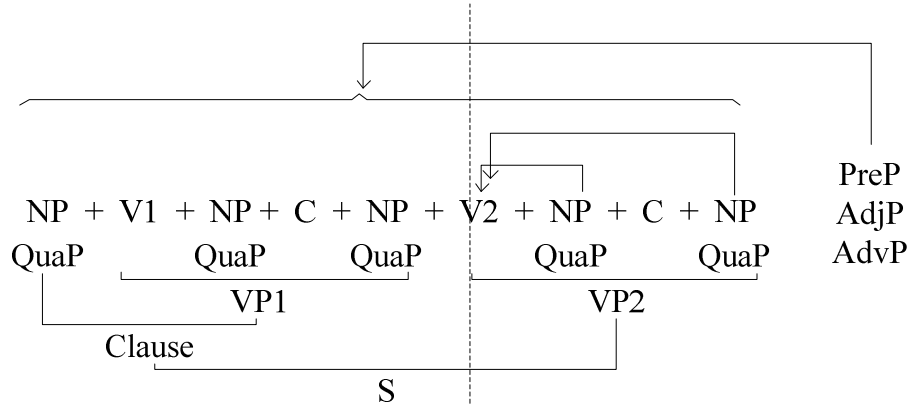 PreP
NP + V1 + NP + C + NP + V2 + NP + C + NP AdjP
QuaP QuaP QuaP QuaP QuaP AdvP
VP1 VP2
Clause
S